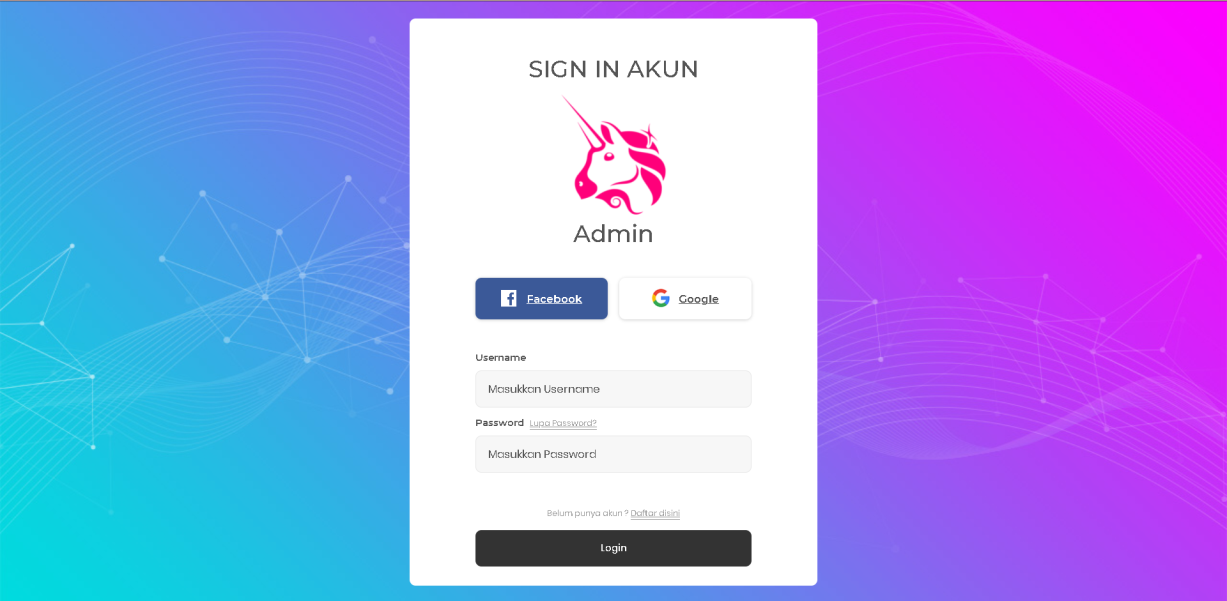 SIGN IN AKUN
Admin
Facebook Google
Username
Masukkan Username
Password Lupa Password?
Masukkan Password
Belum punya akun ? Daftar disini
Login